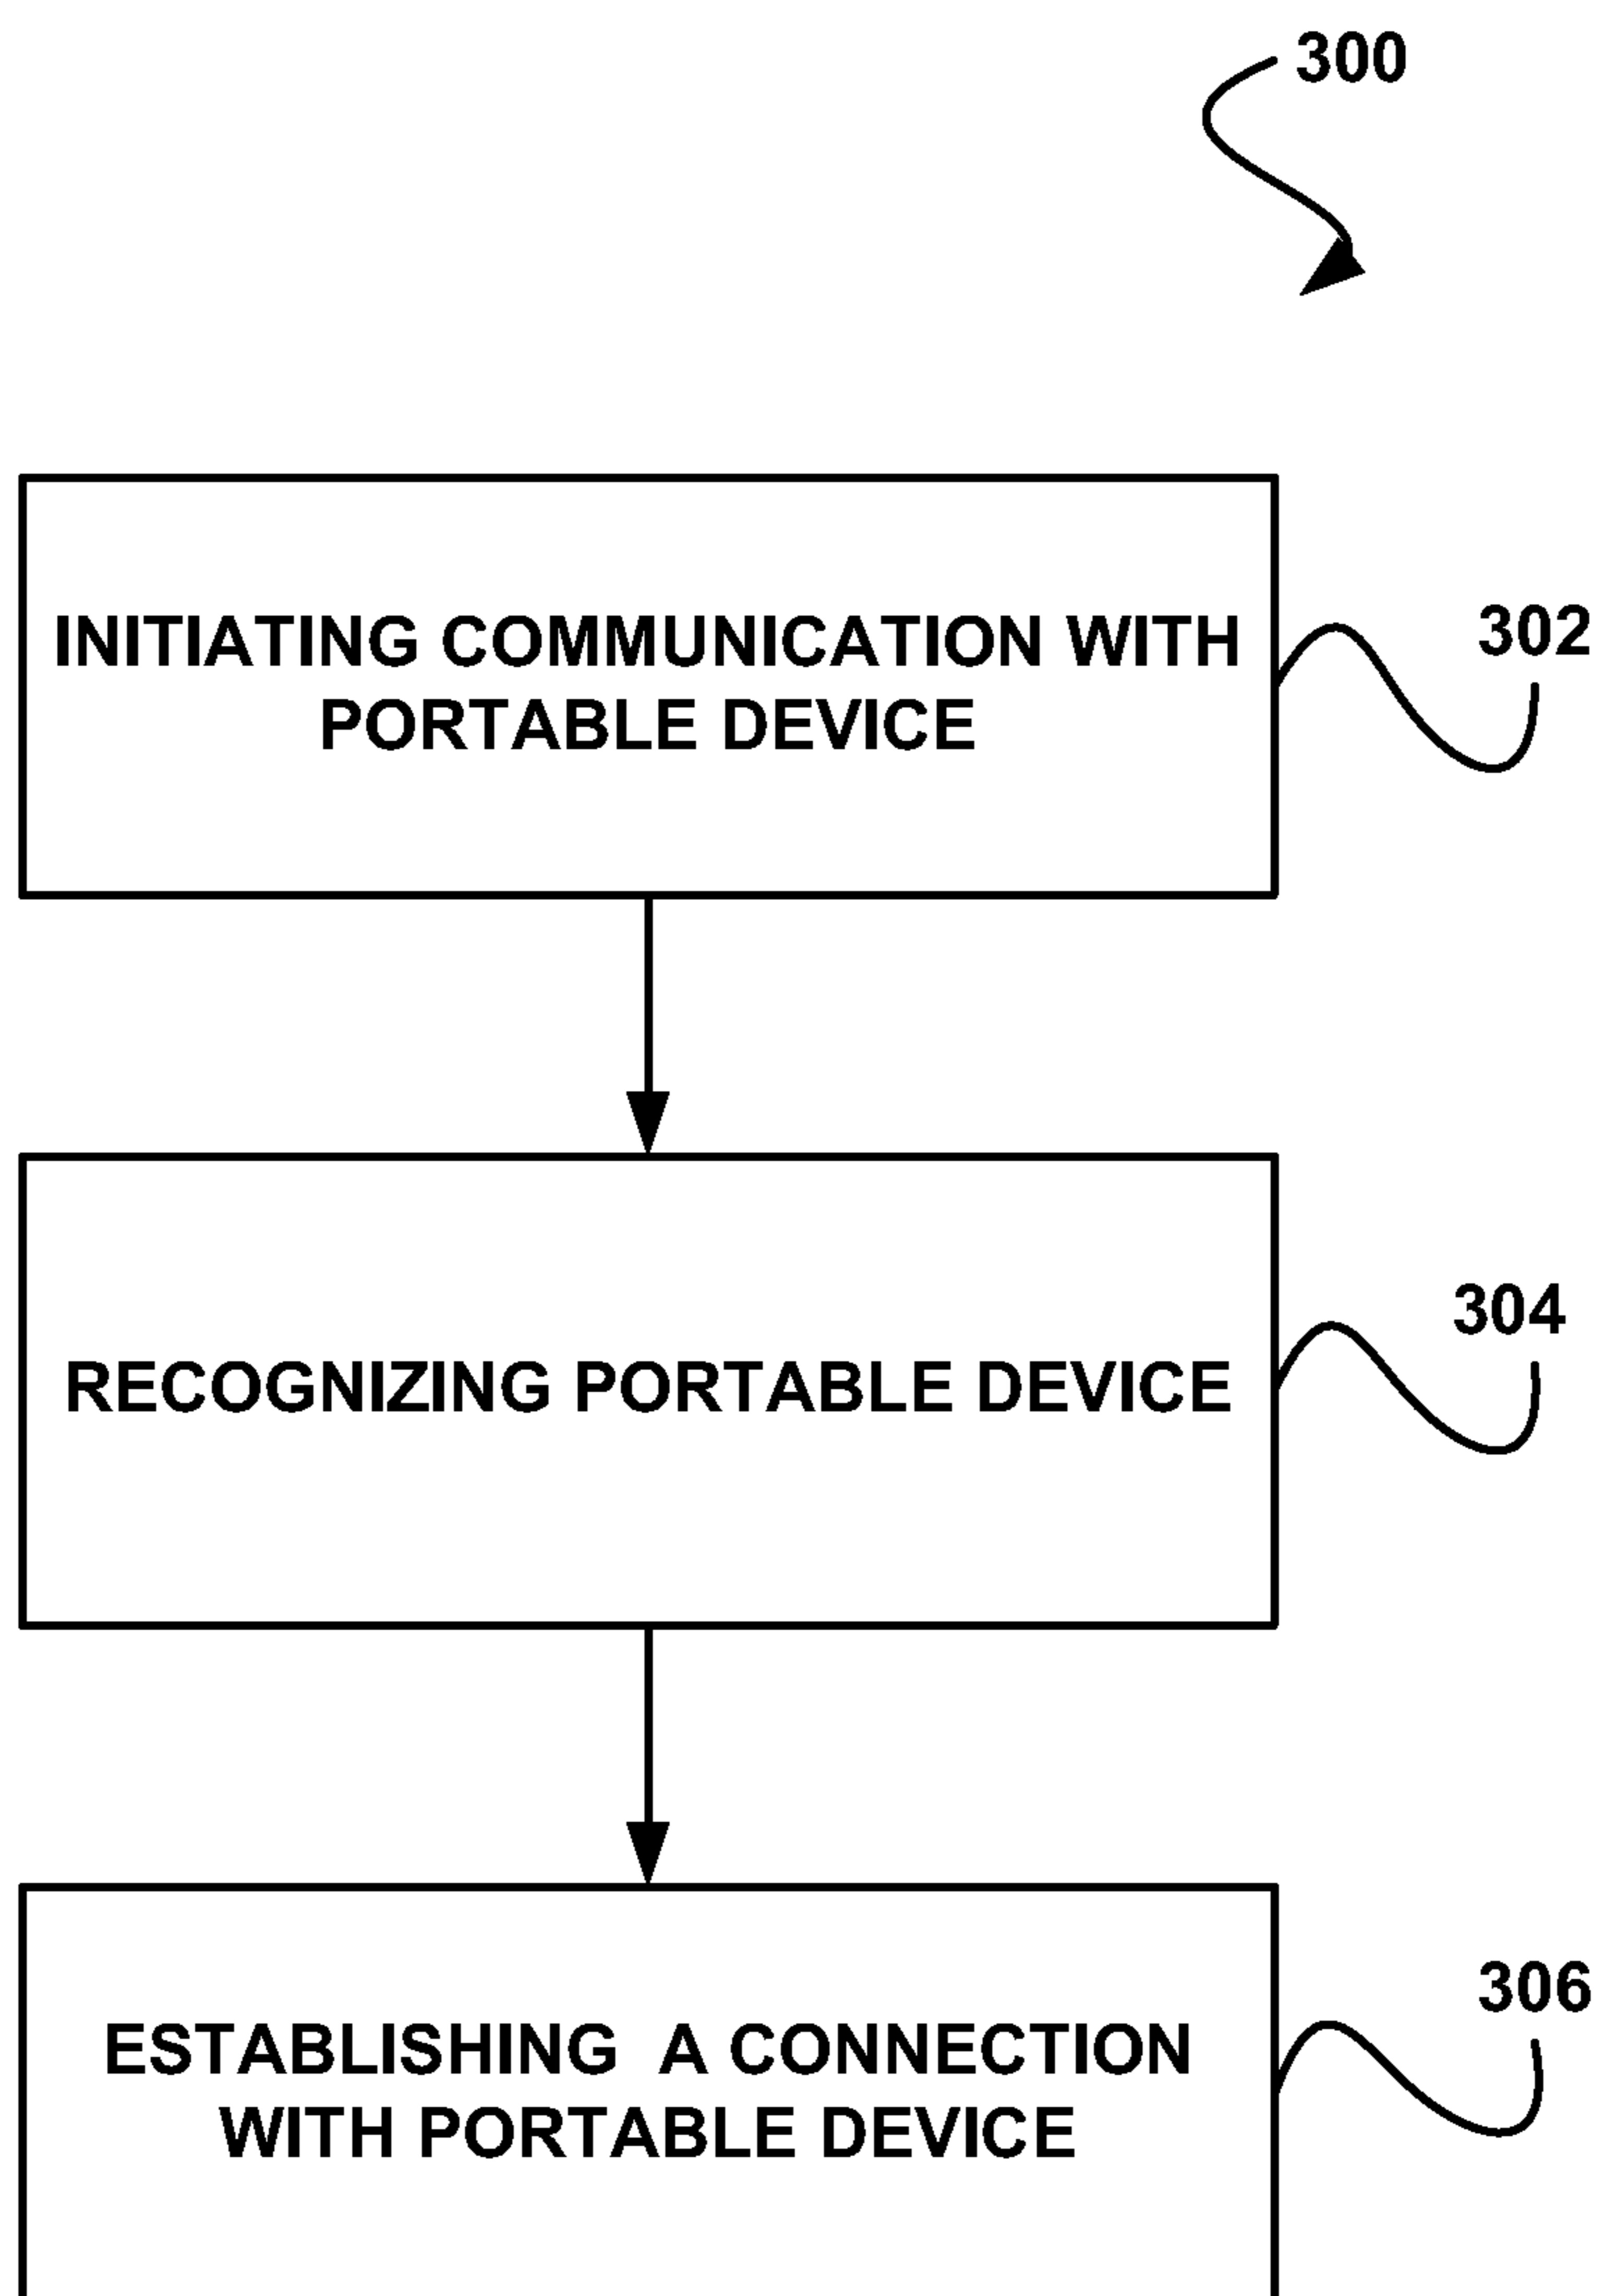 300
INITIATING COMMUNICATION WITH
PORTABLE DEVICE
302
RECOGNIZING PORTABLE DEVICE
304
ESTABLISHING A CONNECTION
WITH PORTABLE DEVICE
306